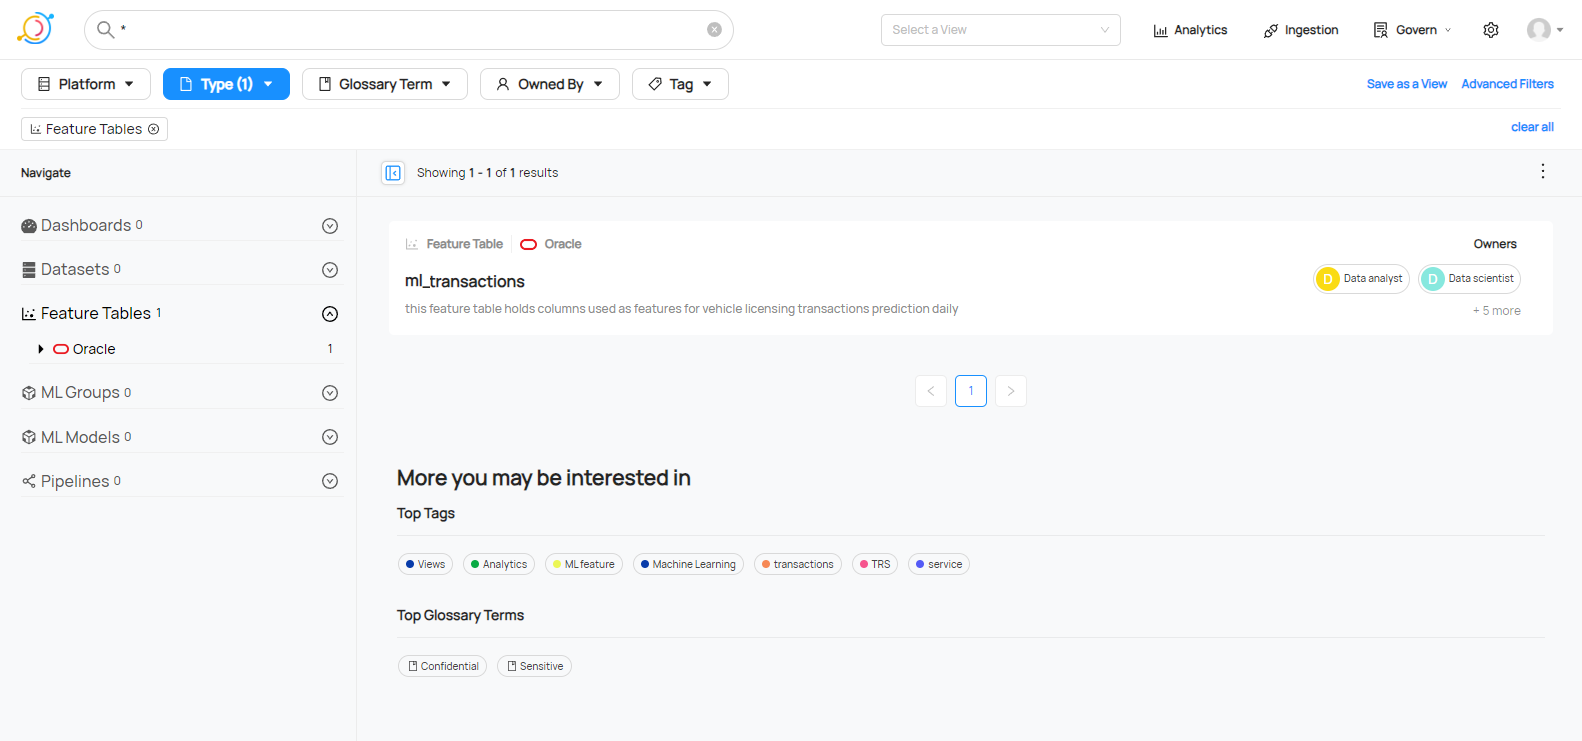 *
Select a View
Analytics
Ingestion
Govern
Platform
Type (1)
Glossary Term
Owned By
Tag
Save as a View
Advanced Filters
Feature Tables
clear all
Navigate
Showing 1 - 1 of 1 results
Dashboards 0
Datasets 0
Feature Tables 1
Oracle 1
ML Groups 0
ML Models 0
Pipelines 0
Feature Table
Oracle
Owners
ml_transactions
D Data analyst
D Data scientist
this feature table holds columns used as features for vehicle licensing transactions prediction daily
+ 5 more
1
More you may be interested in
Top Tags
Views
Analytics
ML feature
Machine Learning
transactions
TRS
service
Top Glossary Terms
Confidential
Sensitive